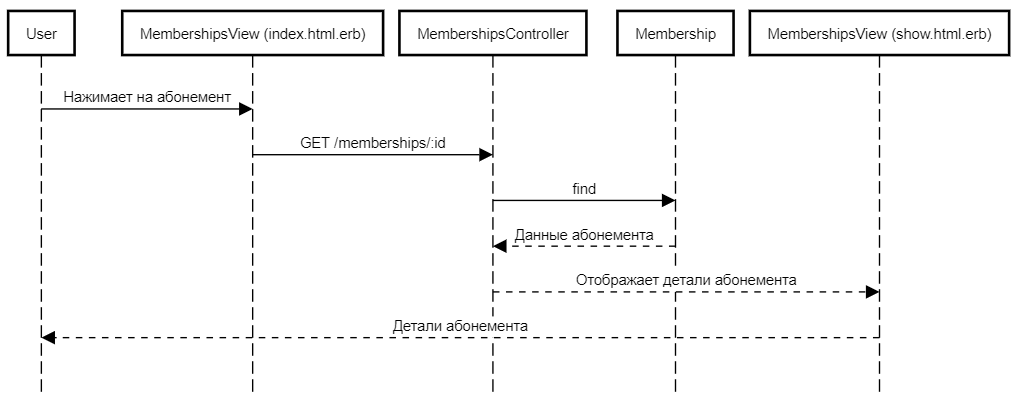 User
MembershipsView (index.html.erb)
MembershipsController
Membership
MembershipsView (show.html.erb)
Нажимает на абонемент
GET /memberships/:id
find
Данные абонемента
Отображает детали абонемента
Детали абонемента